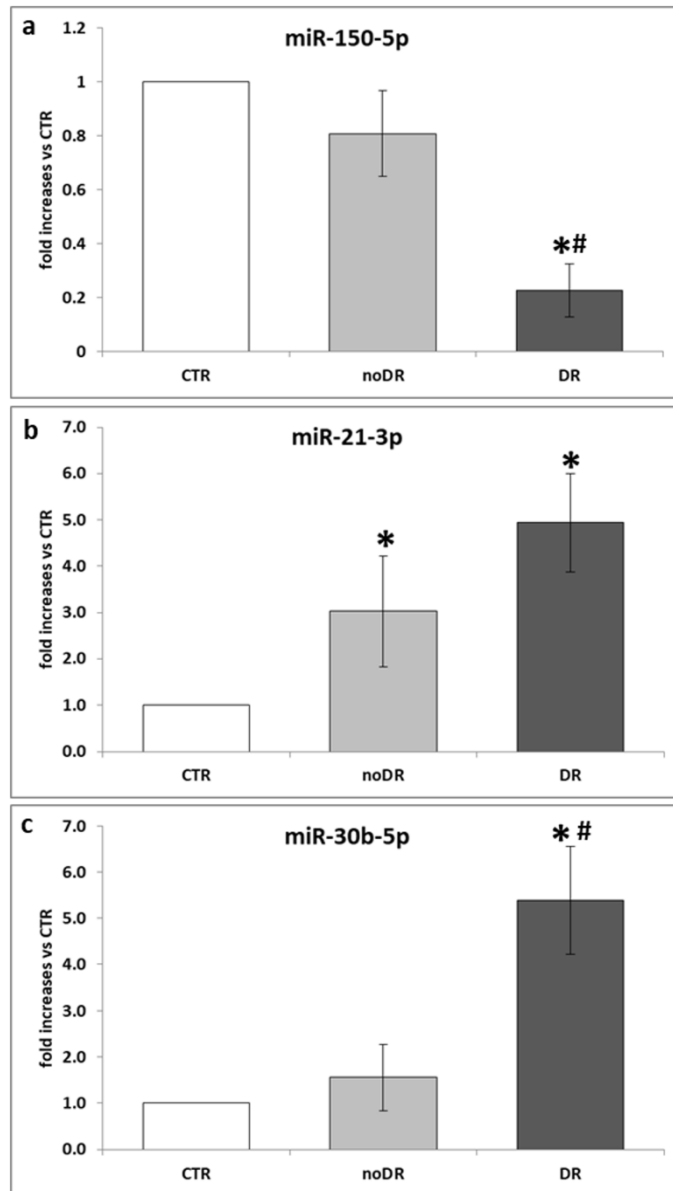 a
miR-150-5p
fold increases vs CTR
1.2
1
0.8
0.6
0.4
0.2
0
*#
CTR noDR DR
b
miR-21-3p
fold increases vs CTR
7.0
6.0
5.0
4.0
3.0
2.0
1.0
0.0
*
*
CTR noDR DR
c
miR-30b-5p
fold increases vs CTR
7.0
6.0
5.0
4.0
3.0
2.0
1.0
0.0
* #
CTR noDR DR